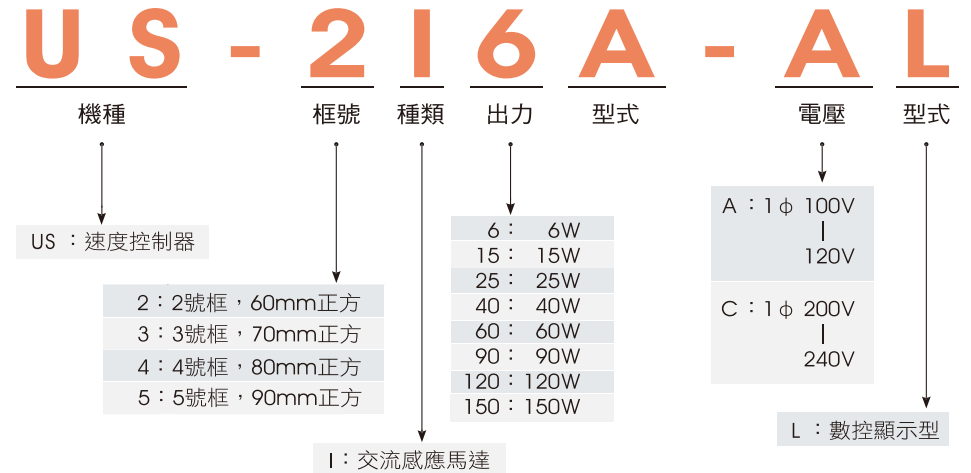 US-2I6A-AL
機種 框號 種類 出力 型式 電壓 型式
US：速度控制器
2：2號框，60mm正方
3：3號框，70mm正方
4：4號框，80mm正方
5：5號框，90mm正方
I：交流感應馬達
6： 6W
15： 15W
25： 25W
40： 40W
60： 60W
90： 90W
120：120W
150：150W
A：1φ 100V
|
120V
C：1φ 200V
|
240V
L：數控顯示型